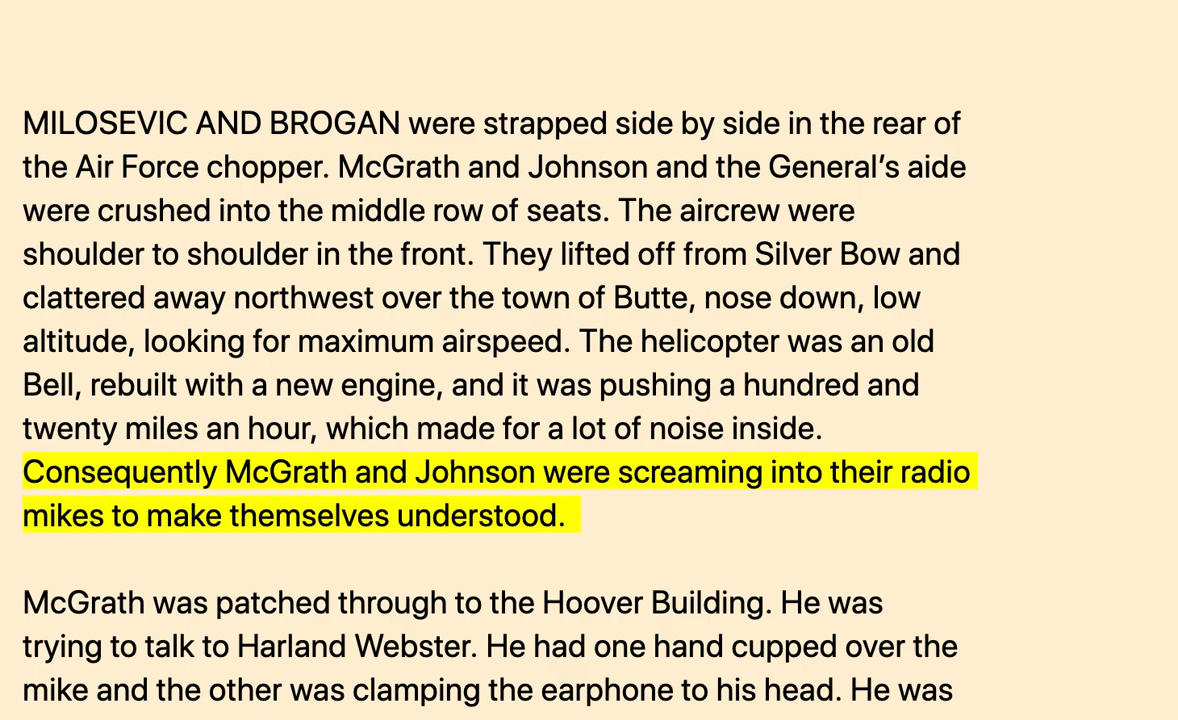 MILOSEVIC AND BROGAN were strapped side by side in the rear of
the Air Force chopper. McGrath and Johnson and the General’s aide
were crushed into the middle row of seats. The aircrew were
shoulder to shoulder in the front. They lifted off from Silver Bow and
clattered away northwest over the town of Butte, nose down, low
altitude, looking for maximum airspeed. The helicopter was an old
Bell, rebuilt with a new engine, and it was pushing a hundred and
twenty miles an hour, which made for a lot of noise inside.
Consequently McGrath and Johnson were screaming into their radio
mikes to make themselves understood.
McGrath was patched through to the Hoover Building. He was
trying to talk to Harland Webster. He had one hand cupped over the
mike and the other was clamping the earphone to his head. He was